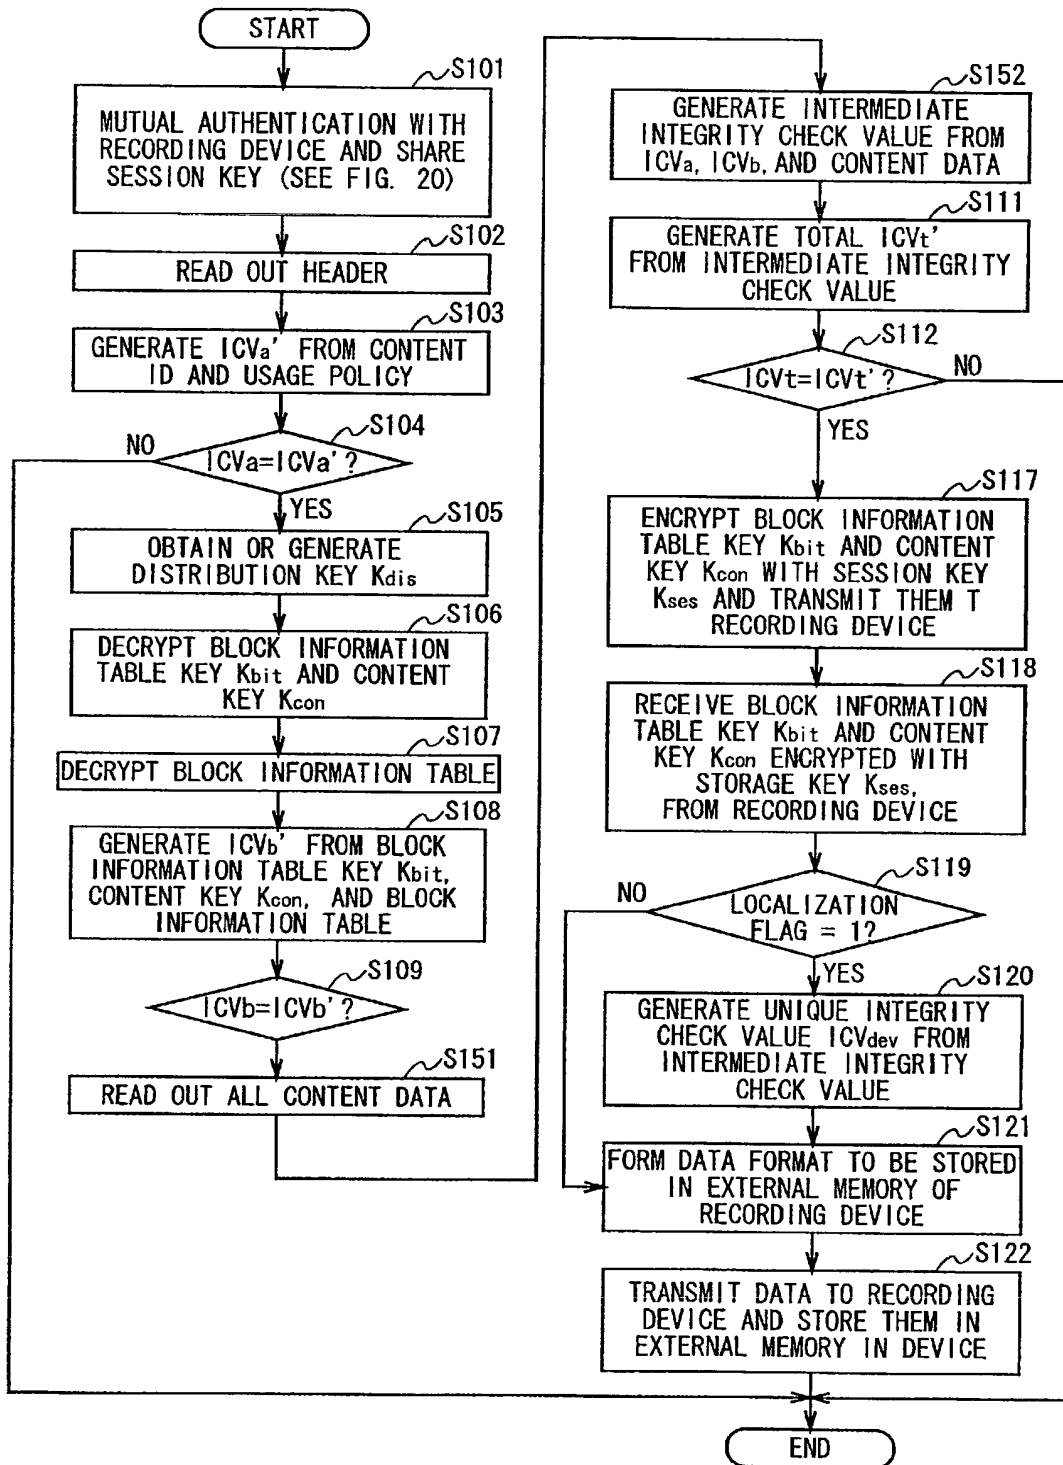 START
S101
MUTUAL AUTHENTICATION WITH
RECORDING DEVICE AND SHARE
SESSION KEY (SEE FIG. 20)
S102
READ OUT HEADER
S103
GENERATE ICVa' FROM CONTENT
ID AND USAGE POLICY
S104
NO
ICVa=ICVa'?
YES
S105
OBTAIN OR GENERATE
DISTRIBUTION KEY Kdis
S106
DECRYPT BLOCK INFORMATION
TABLE KEY Kbit AND CONTENT
KEY Kcon
S107
DECRYPT BLOCK INFORMATION TABLE
S108
GENERATE ICVb' FROM BLOCK
INFORMATION TABLE KEY Kbit,
CONTENT KEY Kcon, AND BLOCK
INFORMATION TABLE
S109
ICVb=ICVb'?
S151
READ OUT ALL CONTENT DATA
S152
GENERATE INTERMEDIATE
INTEGRITY CHECK VALUE FROM
ICVa, ICVb, AND CONTENT DATA
S111
GENERATE TOTAL ICVt'
FROM INTERMEDIATE INTEGRITY
CHECK VALUE
S112
ICVt=ICVt'?
NO
YES
S117
ENCRYPT BLOCK INFORMATION
TABLE KEY Kbit AND CONTENT
KEY Kcon WITH SESSION KEY
Kses AND TRANSMIT THEM T
RECORDING DEVICE
S118
RECEIVE BLOCK INFORMATION
TABLE KEY Kbit AND CONTENT
KEY Kcon ENCRYPTED WITH
STORAGE KEY Kses,
FROM RECORDING DEVICE
S119
NO
LOCALIZATION
FLAG = 1?
YES
S120
GENERATE UNIQUE INTEGRITY
CHECK VALUE ICVdev FROM
INTERMEDIATE INTEGRITY
CHECK VALUE
S121
FORM DATA FORMAT TO BE STORED
IN EXTERNAL MEMORY OF
RECORDING DEVICE
S122
TRANSMIT DATA TO RECORDING
DEVICE AND STORE THEM IN
EXTERNAL MEMORY IN DEVICE
END